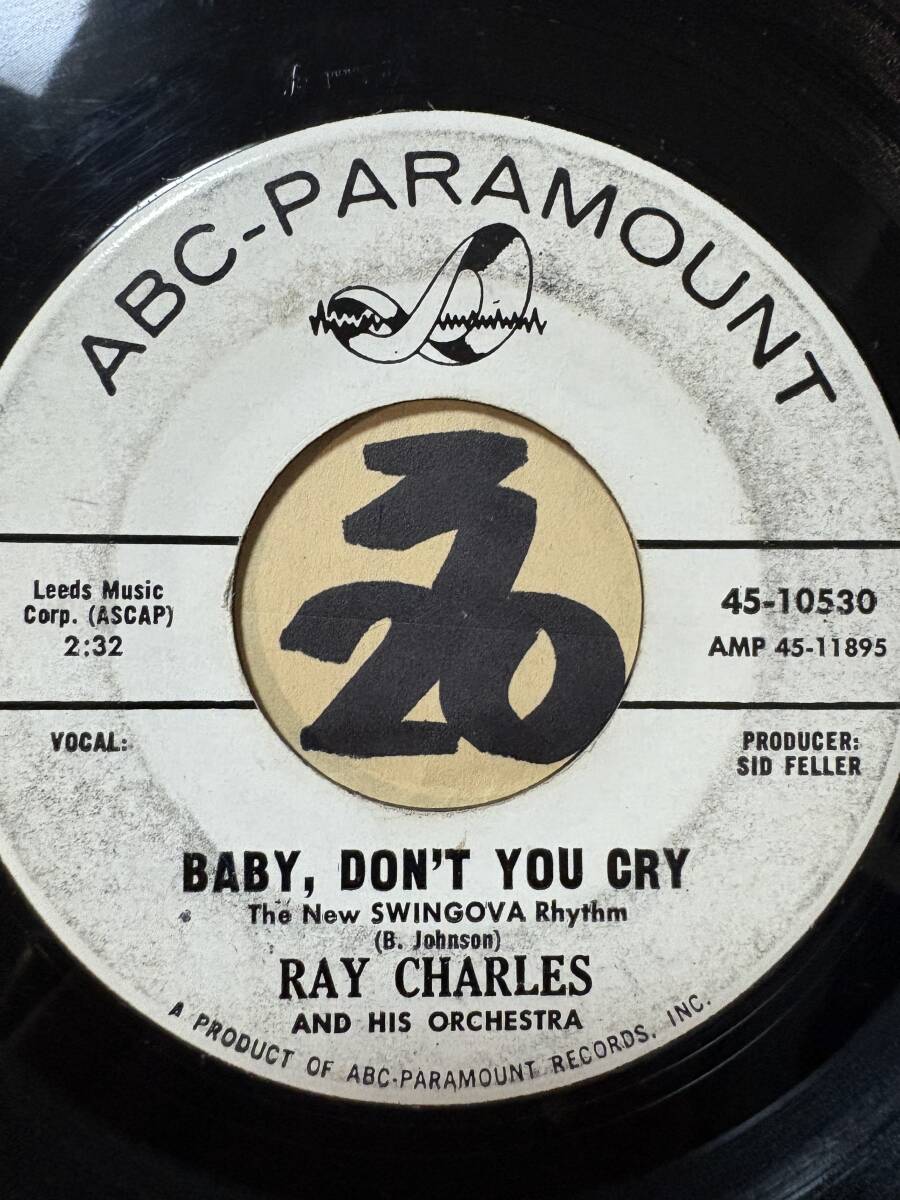 ABC-PARAMOUNT
20
Leeds Music
Corp. (ASCAP)
2:32
45-10530
AMP 45-11895
VOCAL:
PRODUCER:
SID FELLER
BABY, DON'T YOU CRY
The New SWINGOVA Rhythm
(B. Johnson)
RAY CHARLES
AND HIS ORCHESTRA
A PRODUCT OF ABC-PARAMOUNT RECORDS, INC.